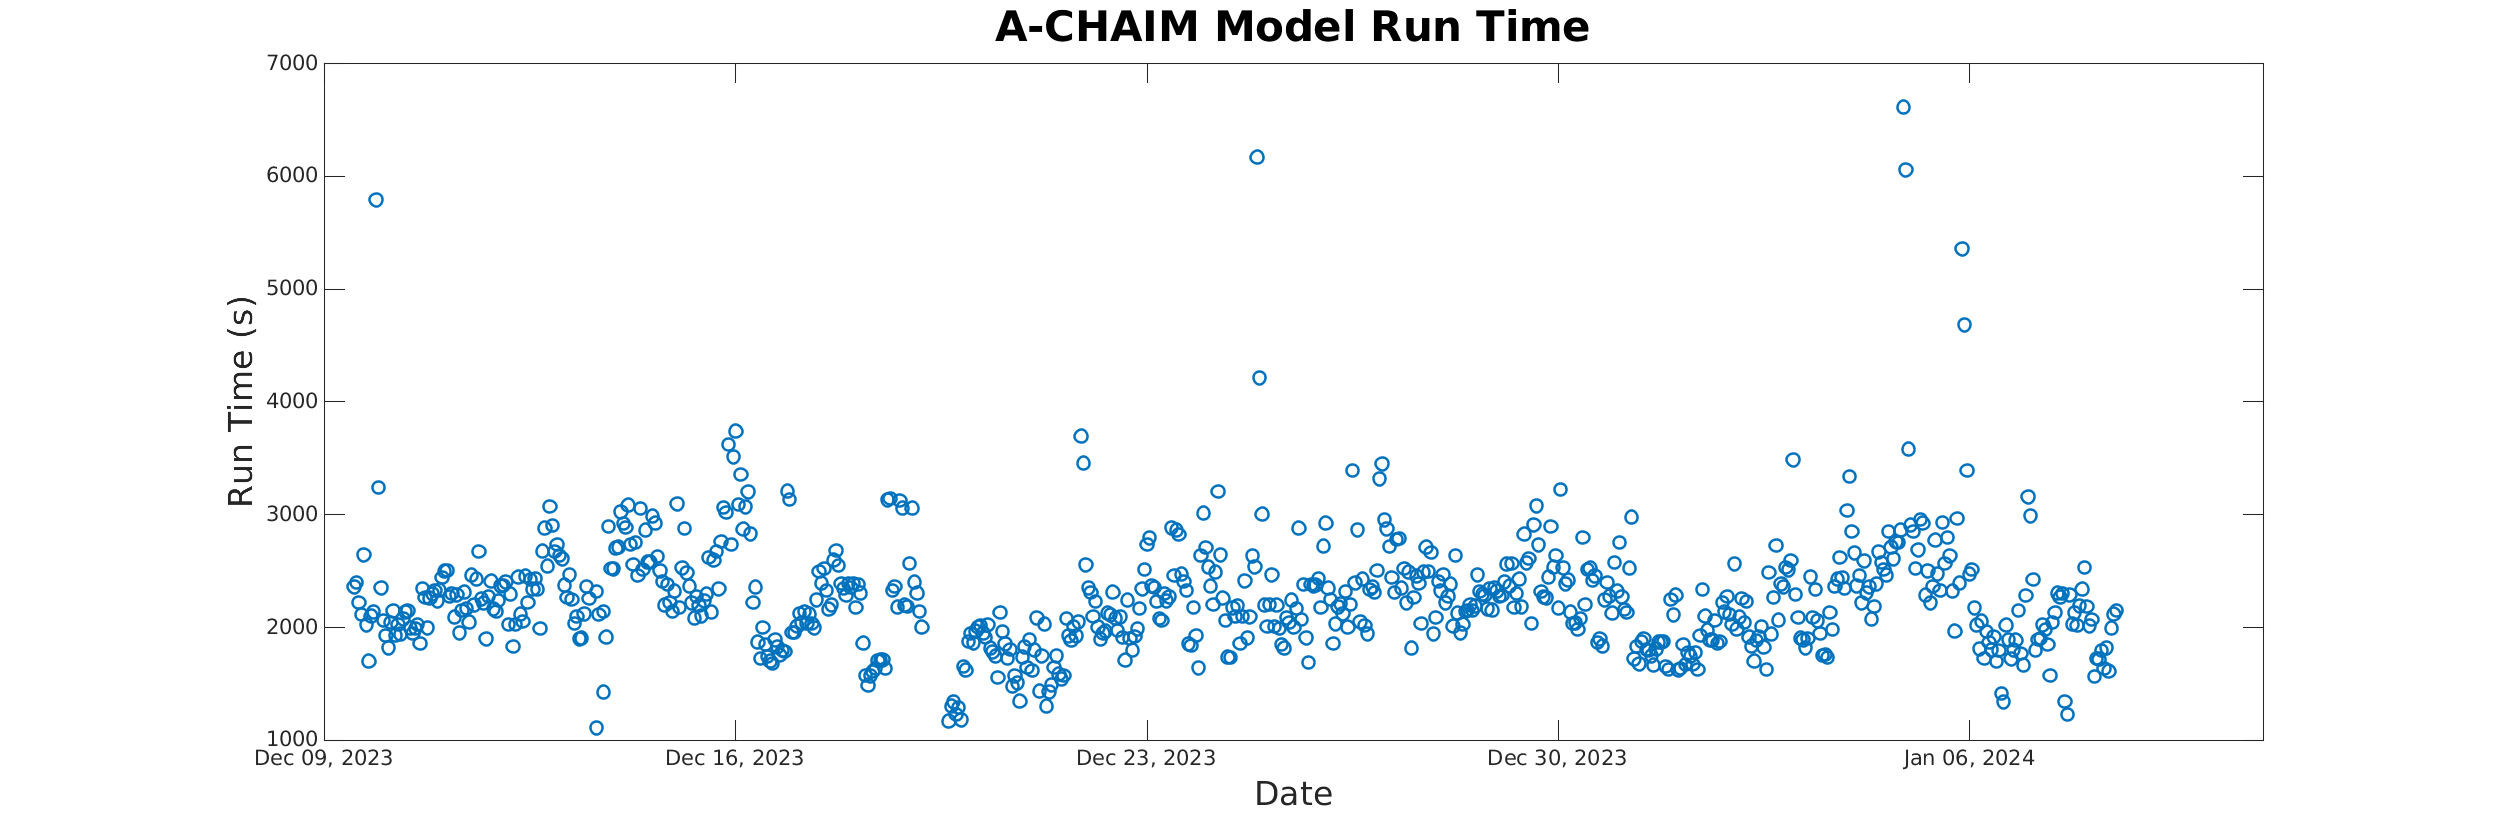 A-CHAIM Model Run Time
7000
6000
5000
4000
3000
2000
1000
Run Time (s)
Dec 09, 2023 Dec 16, 2023 Dec 23, 2023 Dec 30, 2023 Jan 06, 2024
Date